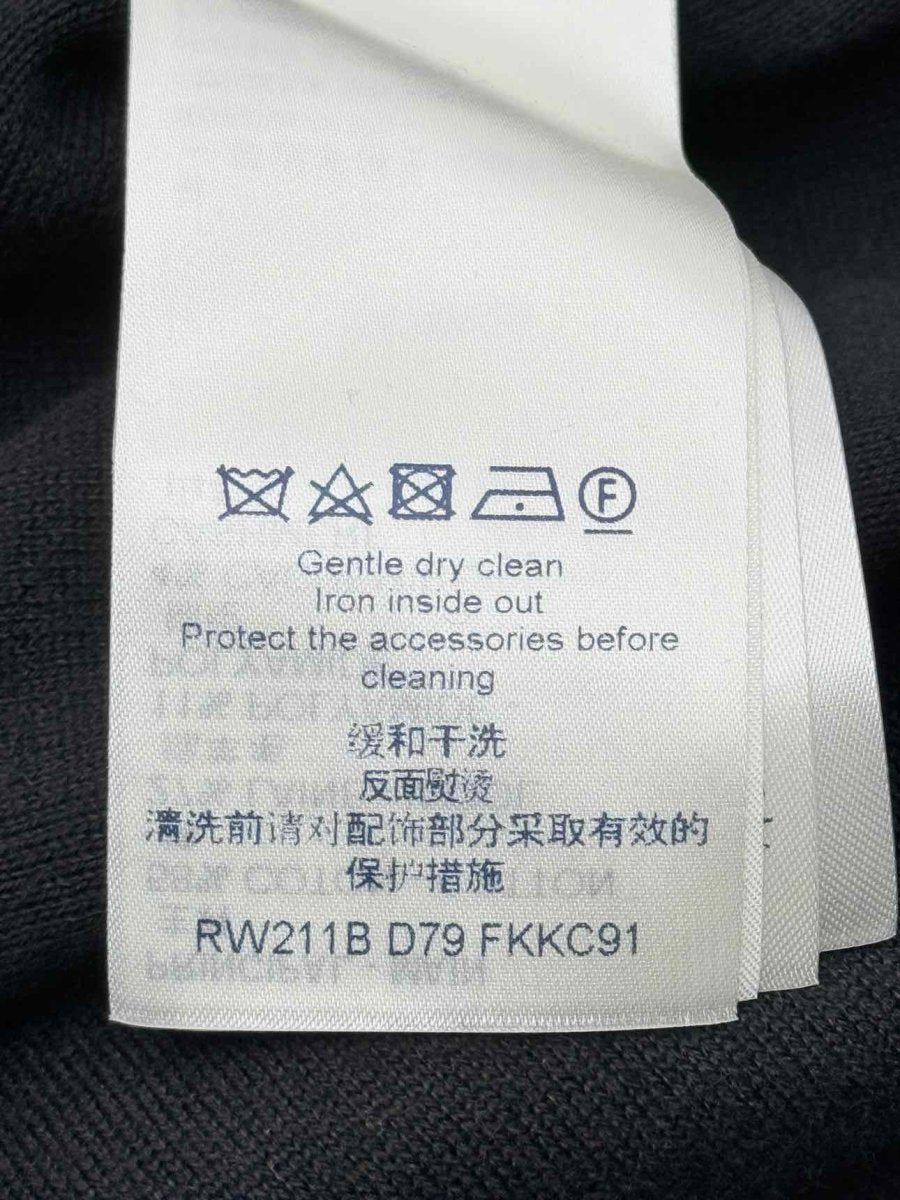 F
Gentle dry clean
Iron inside out
Protect the accessories before
cleaning
缓和干洗
反面熨烫
清洗前请对配饰部分采取有效的
保护措施
RW211B D79 FKKC91